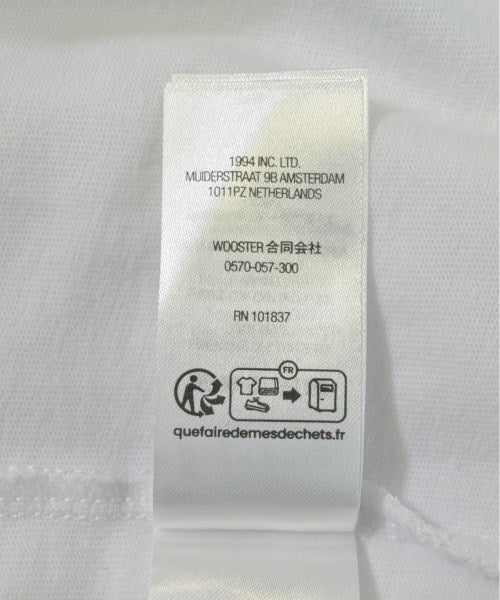 1994 INC. LTD.
MUIDERSTRAAT 9B AMSTERDAM
1011PZ NETHERLANDS
WOOSTER 合同会社
0570-057-300
RN 101837
FR
quefairedemesdechets.fr